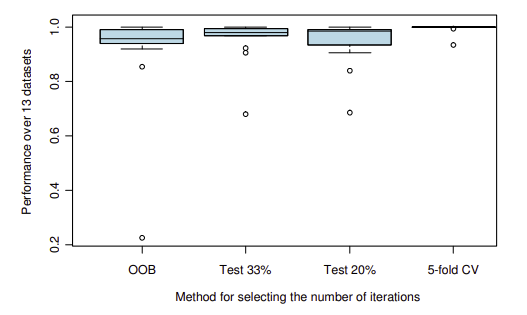 Performance over 13 datasets
1.0
0.8
0.6
0.4
0.2
OOB Test 33% Test 20% 5-fold CV
Method for selecting the number of iterations